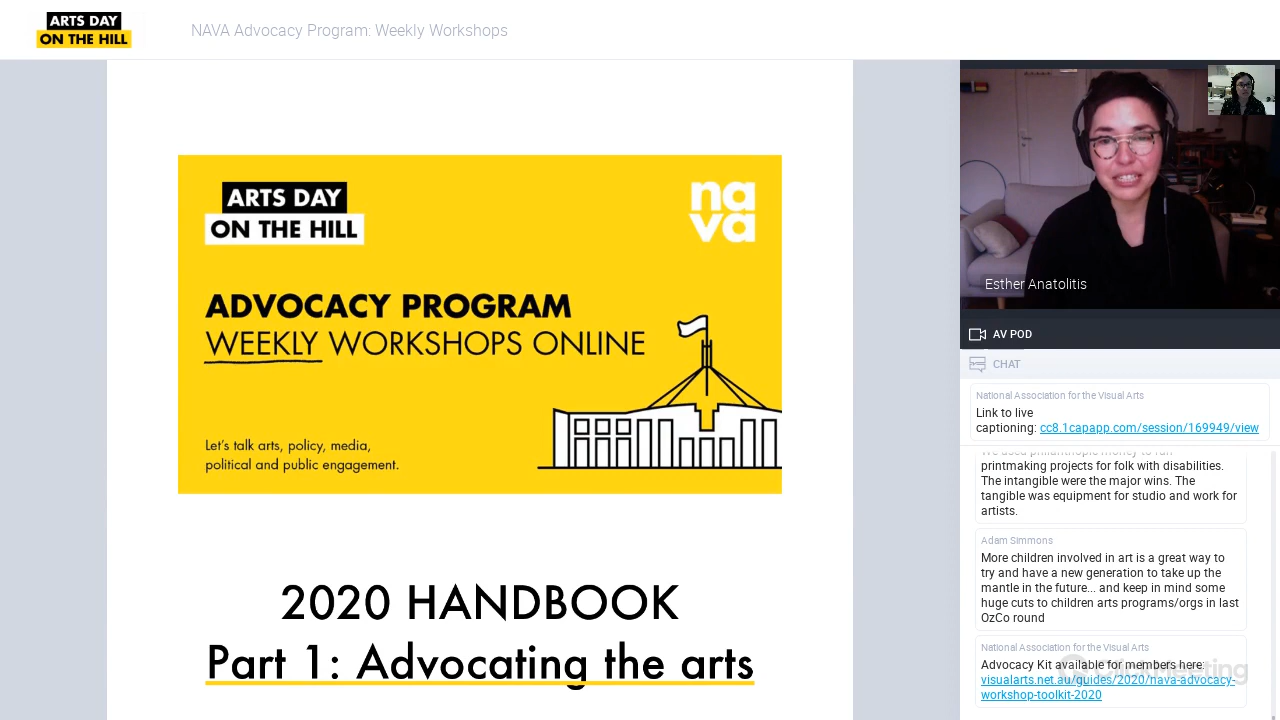 ARTS DAY
ON THE HILL
NAVA Advocacy Program: Weekly Workshops
ARTS DAY
ON THE HILL
na
va
ADVOCACY PROGRAM
WEEKLY WORKSHOPS ONLINE
Let's talk arts, policy, media,
political and public engagement.
2020 HANDBOOK
Part 1: Advocating the arts
Esther Anatolitis
AV POD
CHAT
National Association for the Visual Arts
Link to live
captioning: cc8.1capapp.com/session/169949/view
We used philanthropic money to run
printmaking projects for folk with disabilities.
The intangible were the major wins. The
tangible was equipment for studio and work for
artists.
Adam Simmons
More children involved in art is a great way to
try and have a new generation to take up the
mantle in the future... and keep in mind some
huge cuts to children arts programs/orgs in last
OzCo round
National Association for the Visual Arts
Advocacy Kit available for members here:
visualarts.net.au/guides/2020/nava-advocacy-
workshop-toolkit-2020